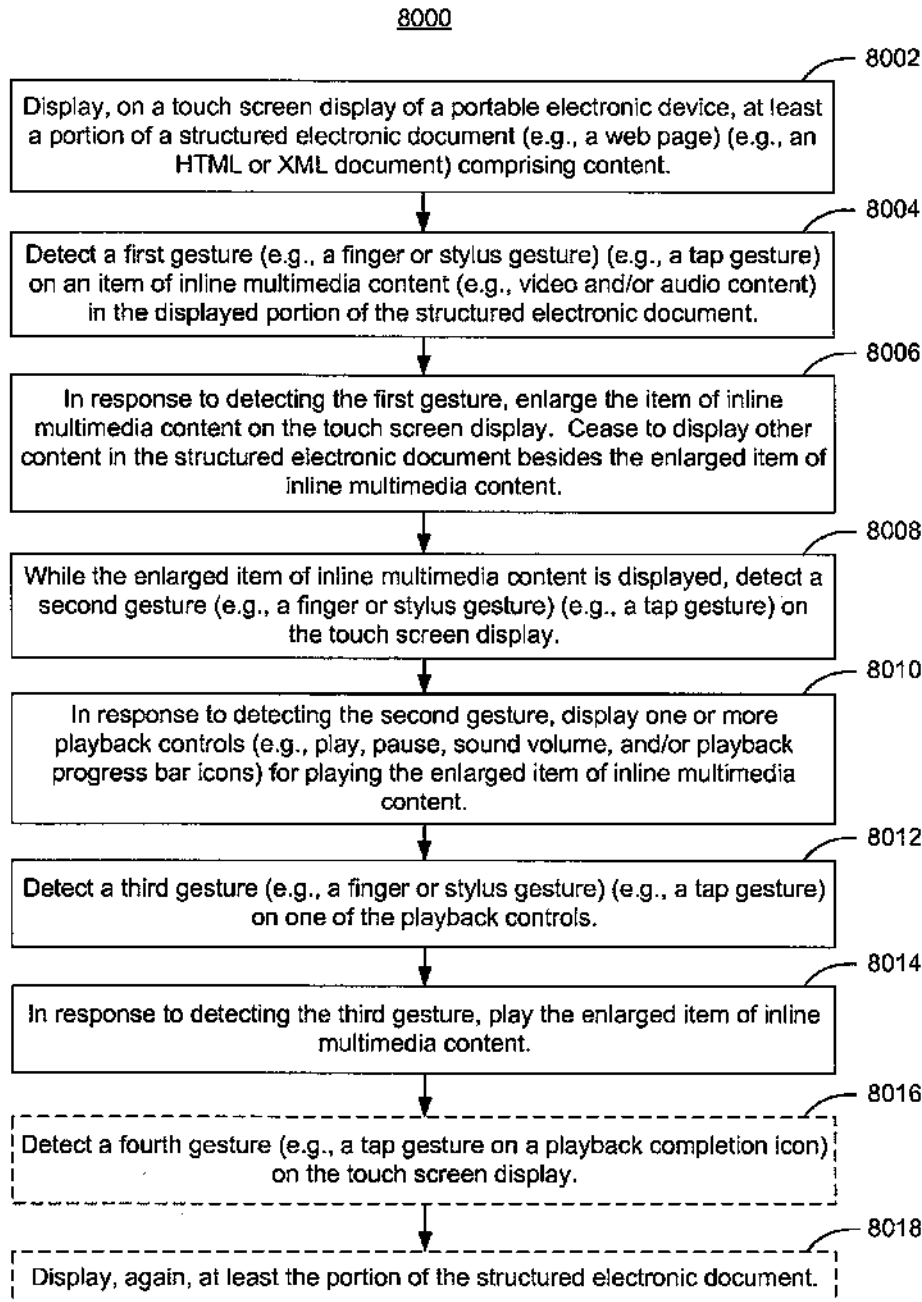 8000
8002
Display, on a touch screen display of a portable electronic device, at least
a portion of a structured electronic document (e.g., a web page) (e.g., an
HTML or XML document) comprising content.
8004
Detect a first gesture (e.g., a finger or stylus gesture) (e.g., a tap gesture)
on an item of inline multimedia content (e.g., video and/or audio content)
in the displayed portion of the structured electronic document.
8006
In response to detecting the first gesture, enlarge the item of inline
multimedia content on the touch screen display. Cease to display other
content in the structured electronic document besides the enlarged item of
inline multimedia content.
8008
While the enlarged item of inline multimedia content is displayed, detect a
second gesture (e.g., a finger or stylus gesture) (e.g., a tap gesture) on
the touch screen display.
8010
In response to detecting the second gesture, display one or more
playback controls (e.g., play, pause, sound volume, and/or playback
progress bar icons) for playing the enlarged item of inline multimedia
content.
8012
Detect a third gesture (e.g., a finger or stylus gesture) (e.g., a tap gesture)
on one of the playback controls.
8014
In response to detecting the third gesture, play the enlarged item of inline
multimedia content.
8016
Detect a fourth gesture (e.g., a tap gesture on a playback completion icon)
on the touch screen display.
8018
Display, again, at least the portion of the structured electronic document.